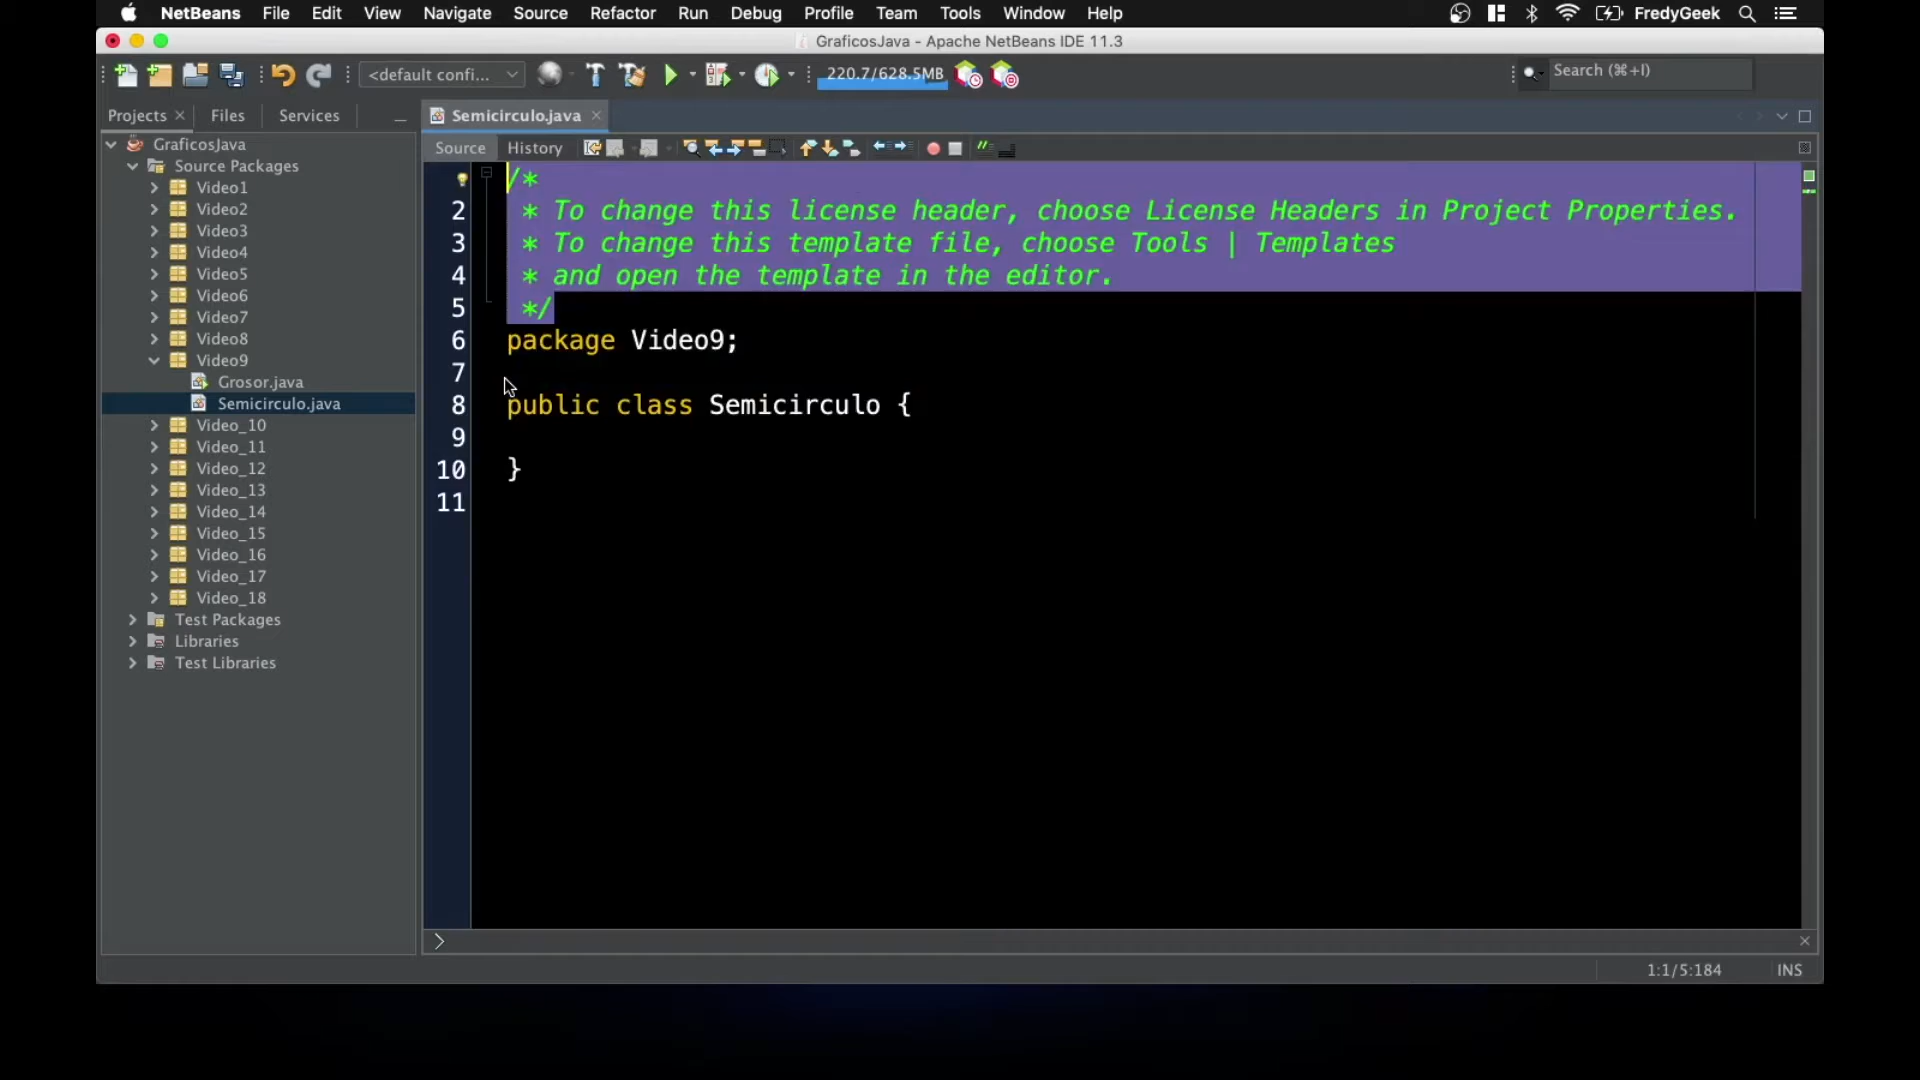 NetBeans File Edit View Navigate Source Refactor Run Debug Profile Team Tools Window Help FredyGeek
GraficosJava - Apache NetBeans IDE 11.3
<default confi... 220.7/628.5MB Search (⌘+I)
Projects Files Services Semicirculo.java
Source History
GraficosJava
Source Packages
Video1
Video2
Video3
Video4
Video5
Video6
Video7
Video8
Video9
Grosor.java
Semicirculo.java
Video_10
Video_11
Video_12
Video_13
Video_14
Video_15
Video_16
Video_17
Video_18
Test Packages
Libraries
Test Libraries
/*
2 * To change this license header, choose License Headers in Project Properties.
3 * To change this template file, choose Tools | Templates
4 * and open the template in the editor.
5 */
6 package Video9;
7
8 public class Semicirculo {
9
10 }
11
1:1/5:184 INS